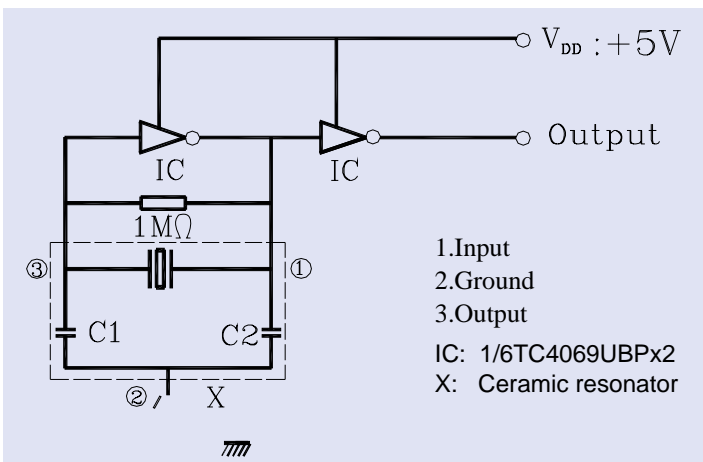 V_DD : +5V
Output
IC
IC
1MΩ
③
①
1.Input
2.Ground
3.Output
C1
C2
IC: 1/6TC4069UBPx2
X: Ceramic resonator
②
X